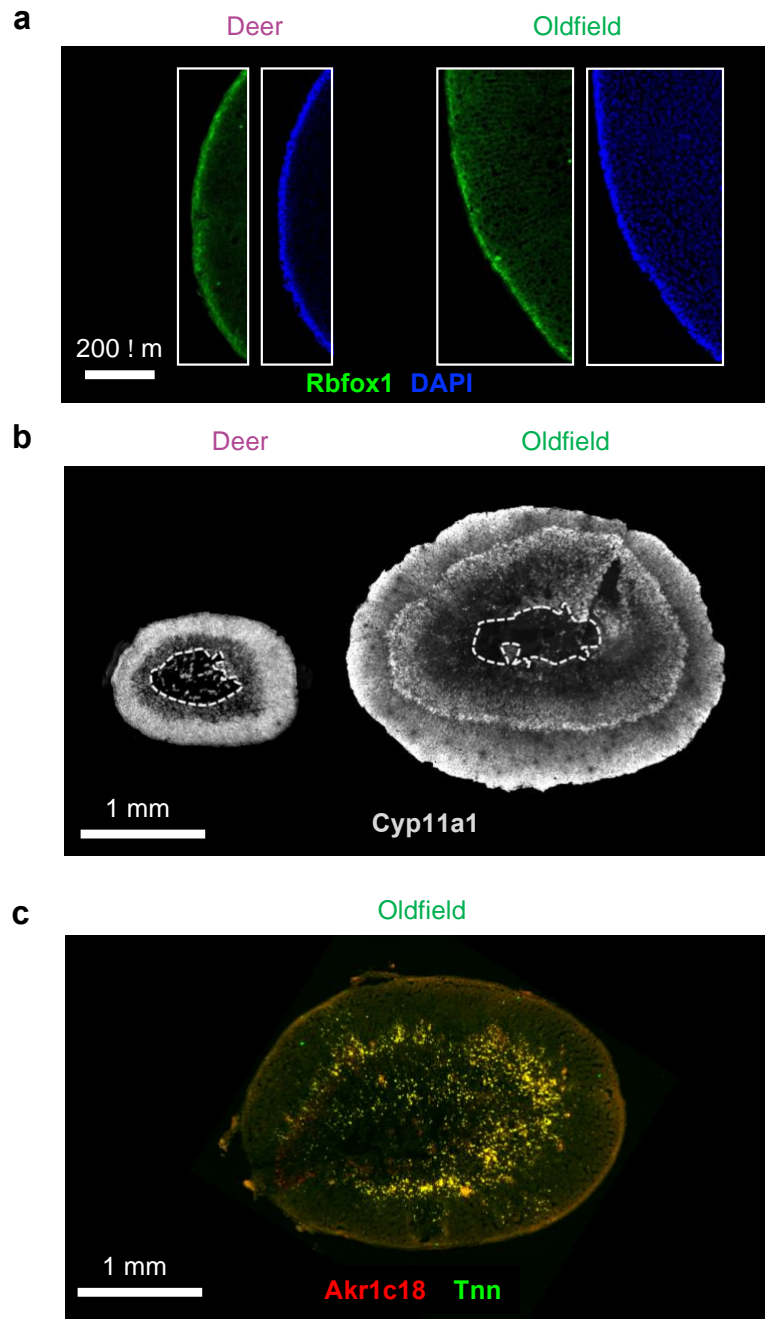 a
Deer Oldfield
200 ! m
Rbfox1 DAPI
b
Deer Oldfield
1 mm
Cyp11a1
c
Oldfield
1 mm
Akr1c18 Tnn